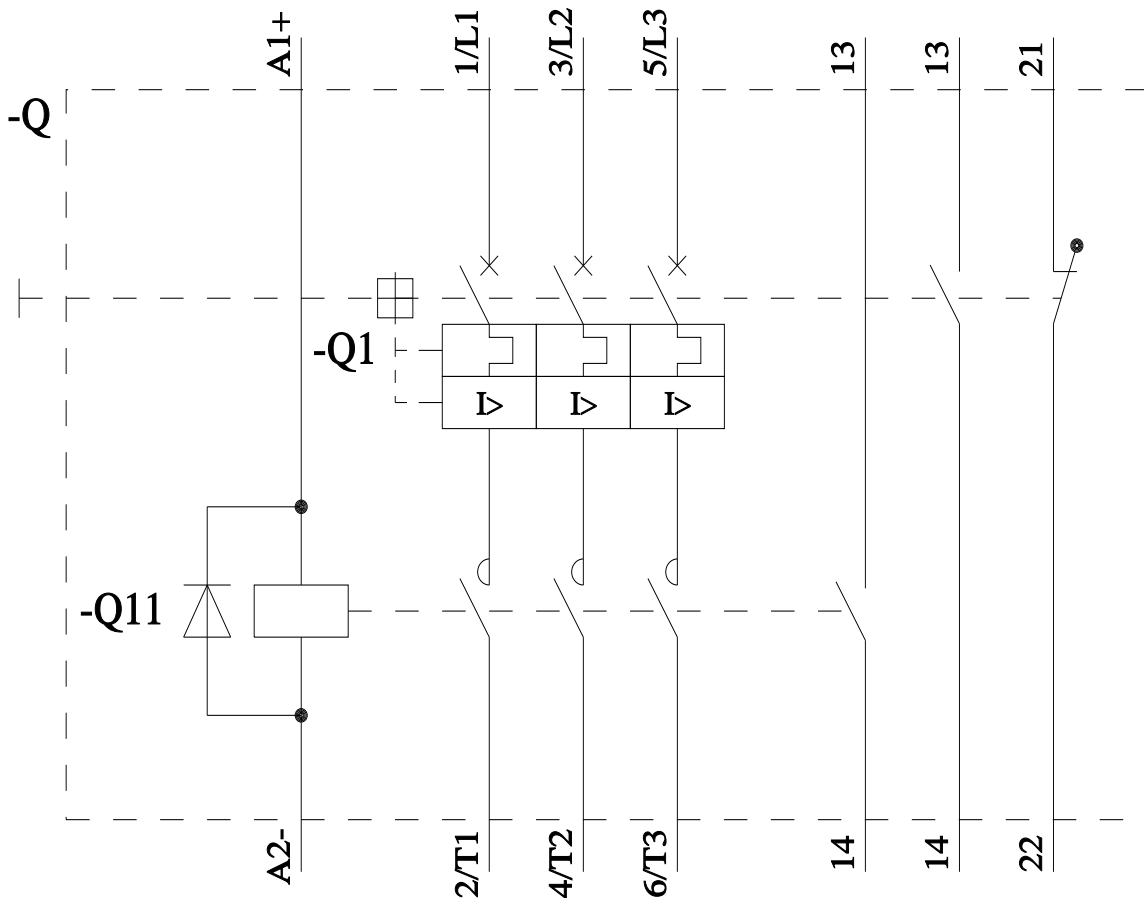 A1+
1/L1
3/L2
5/L3
13
13
21
-Q
-Q1
I>
I>
I>
-Q11
A2-
2/T1
4/T2
6/T3
14
14
22